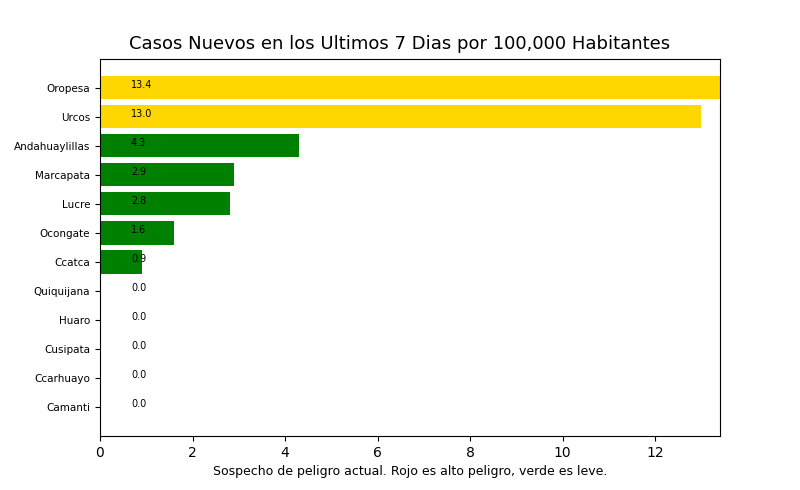 Casos Nuevos en los Ultimos 7 Dias por 100,000 Habitantes
Oropesa 13.4
Urcos 13.0
Andahuaylillas 4.3
Marcapata 2.9
Lucre 2.8
Ocongate 1.6
Ccatca 0.9
Quiquijana 0.0
Huaro 0.0
Cusipata 0.0
Ccarhuayo 0.0
Camanti 0.0
0 2 4 6 8 10 12
Sospecho de peligro actual. Rojo es alto peligro, verde es leve.